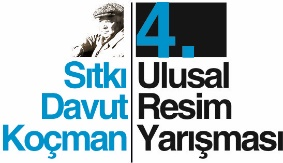 4.
Sıtkı Ulusal
Davut Resim
Koçman Yarışması